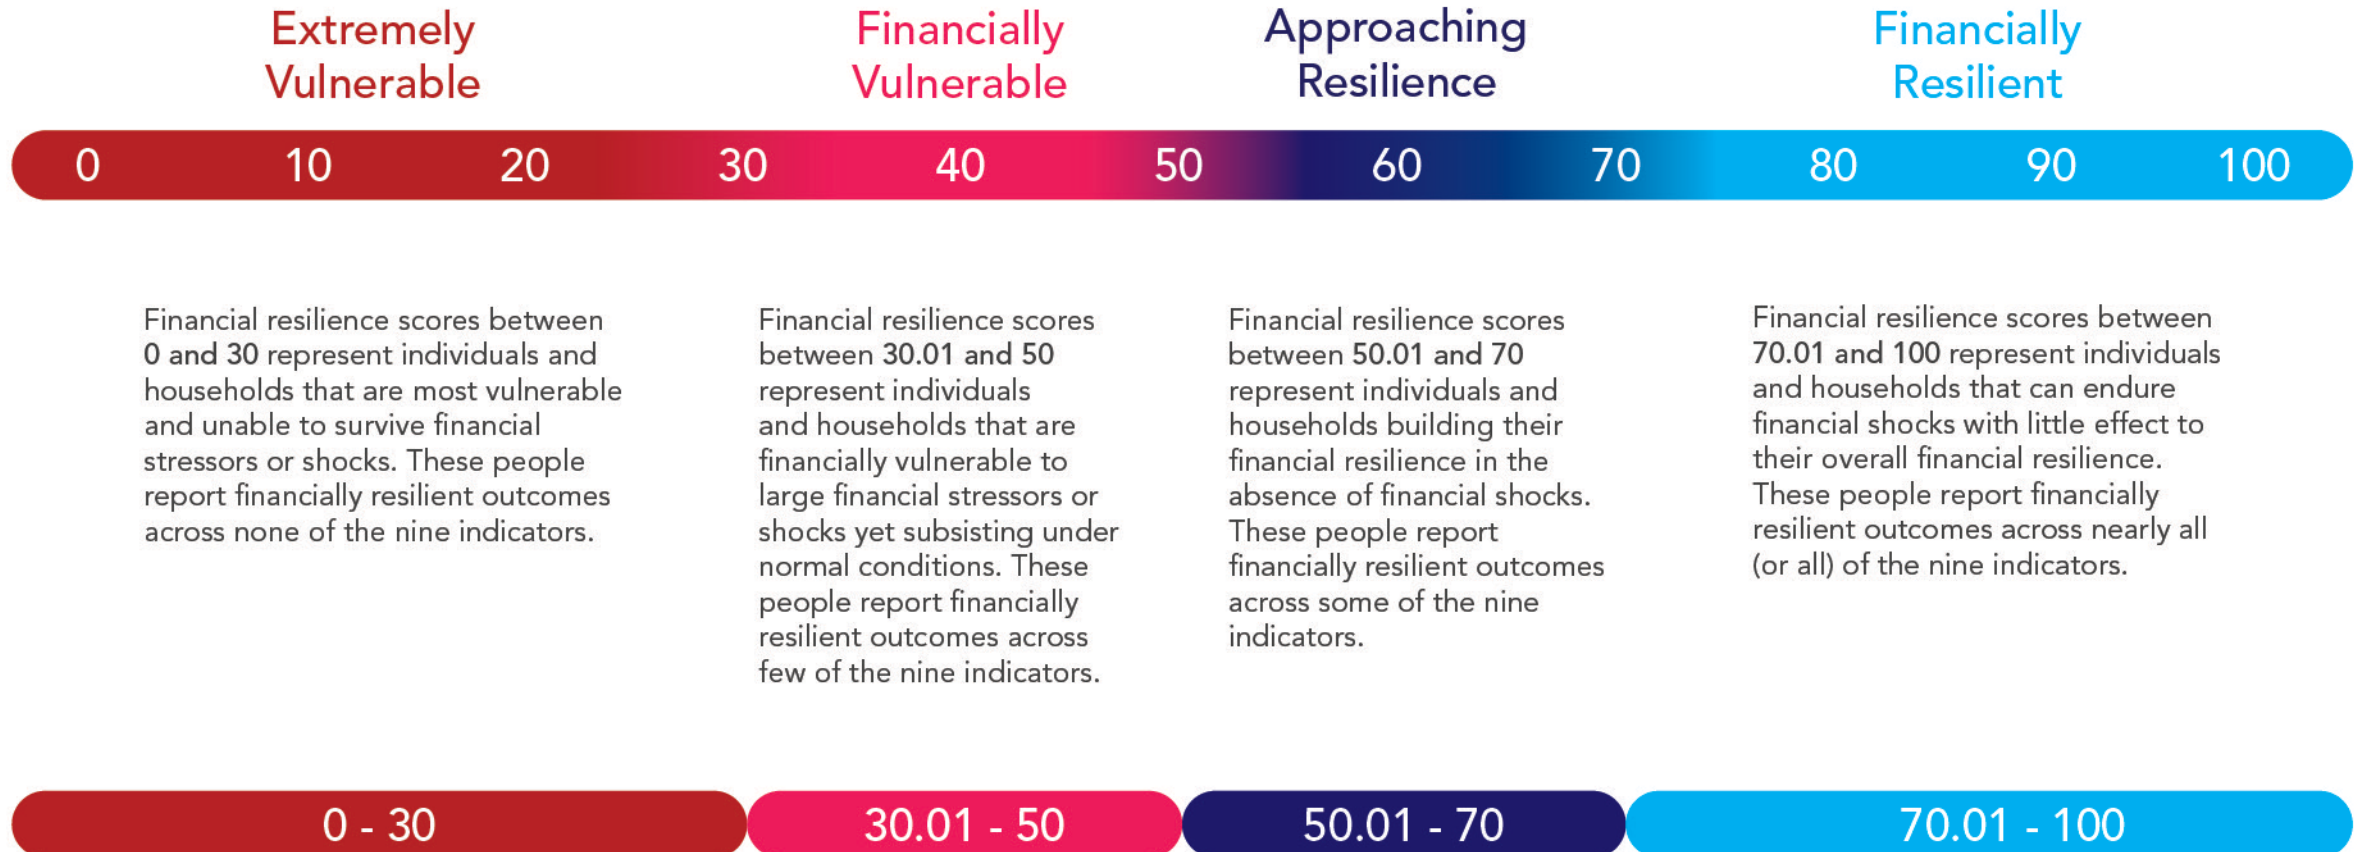 Extremely
Vulnerable
Financially
Vulnerable
Approaching
Resilience
Financially
Resilient
0 10 20 30 40 50 60 70 80 90 100
Financial resilience scores between
0 and 30 represent individuals and
households that are most vulnerable
and unable to survive financial
stressors or shocks. These people
report financially resilient outcomes
across none of the nine indicators.
Financial resilience scores
between 30.01 and 50
represent individuals
and households that are
financially vulnerable to
large financial stressors or
shocks yet subsisting under
normal conditions. These
people report financially
resilient outcomes across
few of the nine indicators.
Financial resilience scores
between 50.01 and 70
represent individuals and
households building their
financial resilience in the
absence of financial shocks.
These people report
financially resilient outcomes
across some of the nine
indicators.
Financial resilience scores between
70.01 and 100 represent individuals
and households that can endure
financial shocks with little effect to
their overall financial resilience.
These people report financially
resilient outcomes across nearly all
(or all) of the nine indicators.
0 - 30
30.01 - 50
50.01 - 70
70.01 - 100